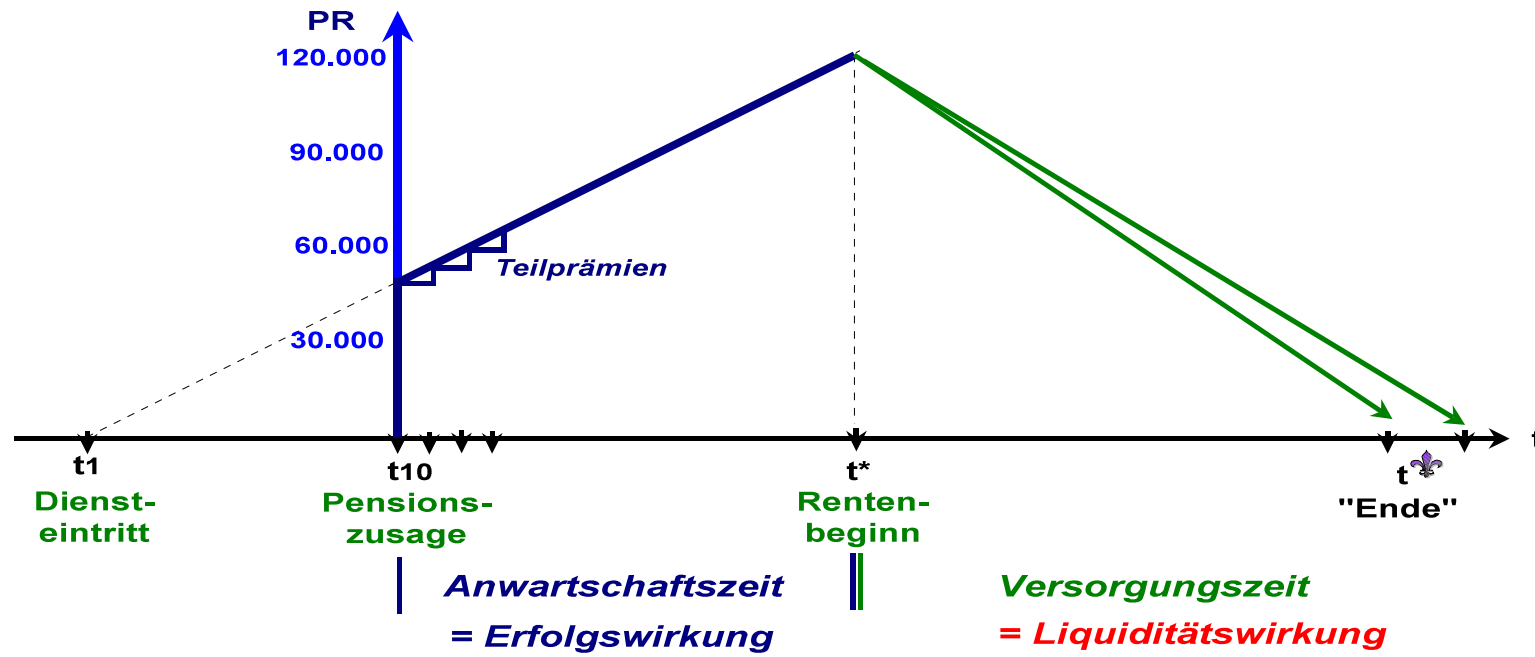 PR
120.000
90.000
60.000
Teilprämien
30.000
t
t1
t10
t*
t
Dienst-
eintritt
Pensions-
zusage
Renten-
beginn
"Ende"
Anwartschaftszeit
= Erfolgswirkung
Versorgungszeit
= Liquiditätswirkung